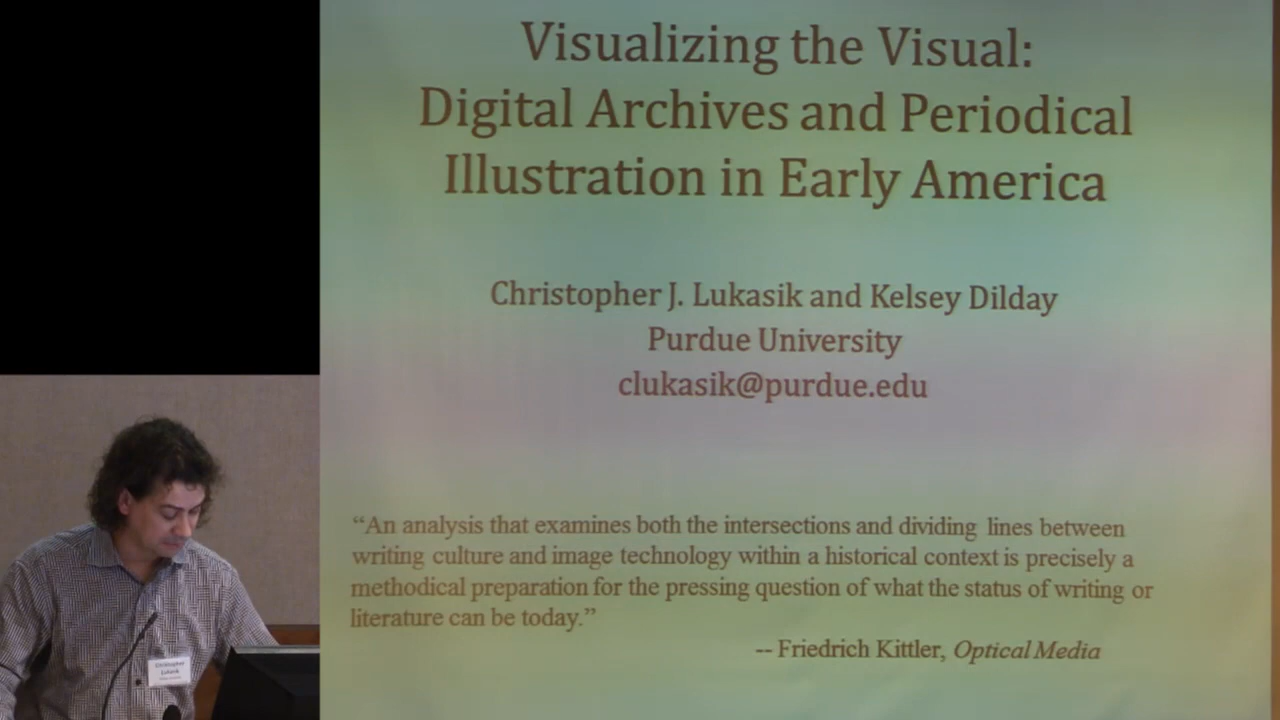 Visualizing the Visual:
Digital Archives and Periodical
Illustration in Early America
Christopher J. Lukasik and Kelsey Dilday
Purdue University
clukasik@purdue.edu
“An analysis that examines both the intersections and dividing lines between
writing culture and image technology within a historical context is precisely a
methodical preparation for the pressing question of what the status of writing or
literature can be today.”
-- Friedrich Kittler, Optical Media
Christopher
Lukasik